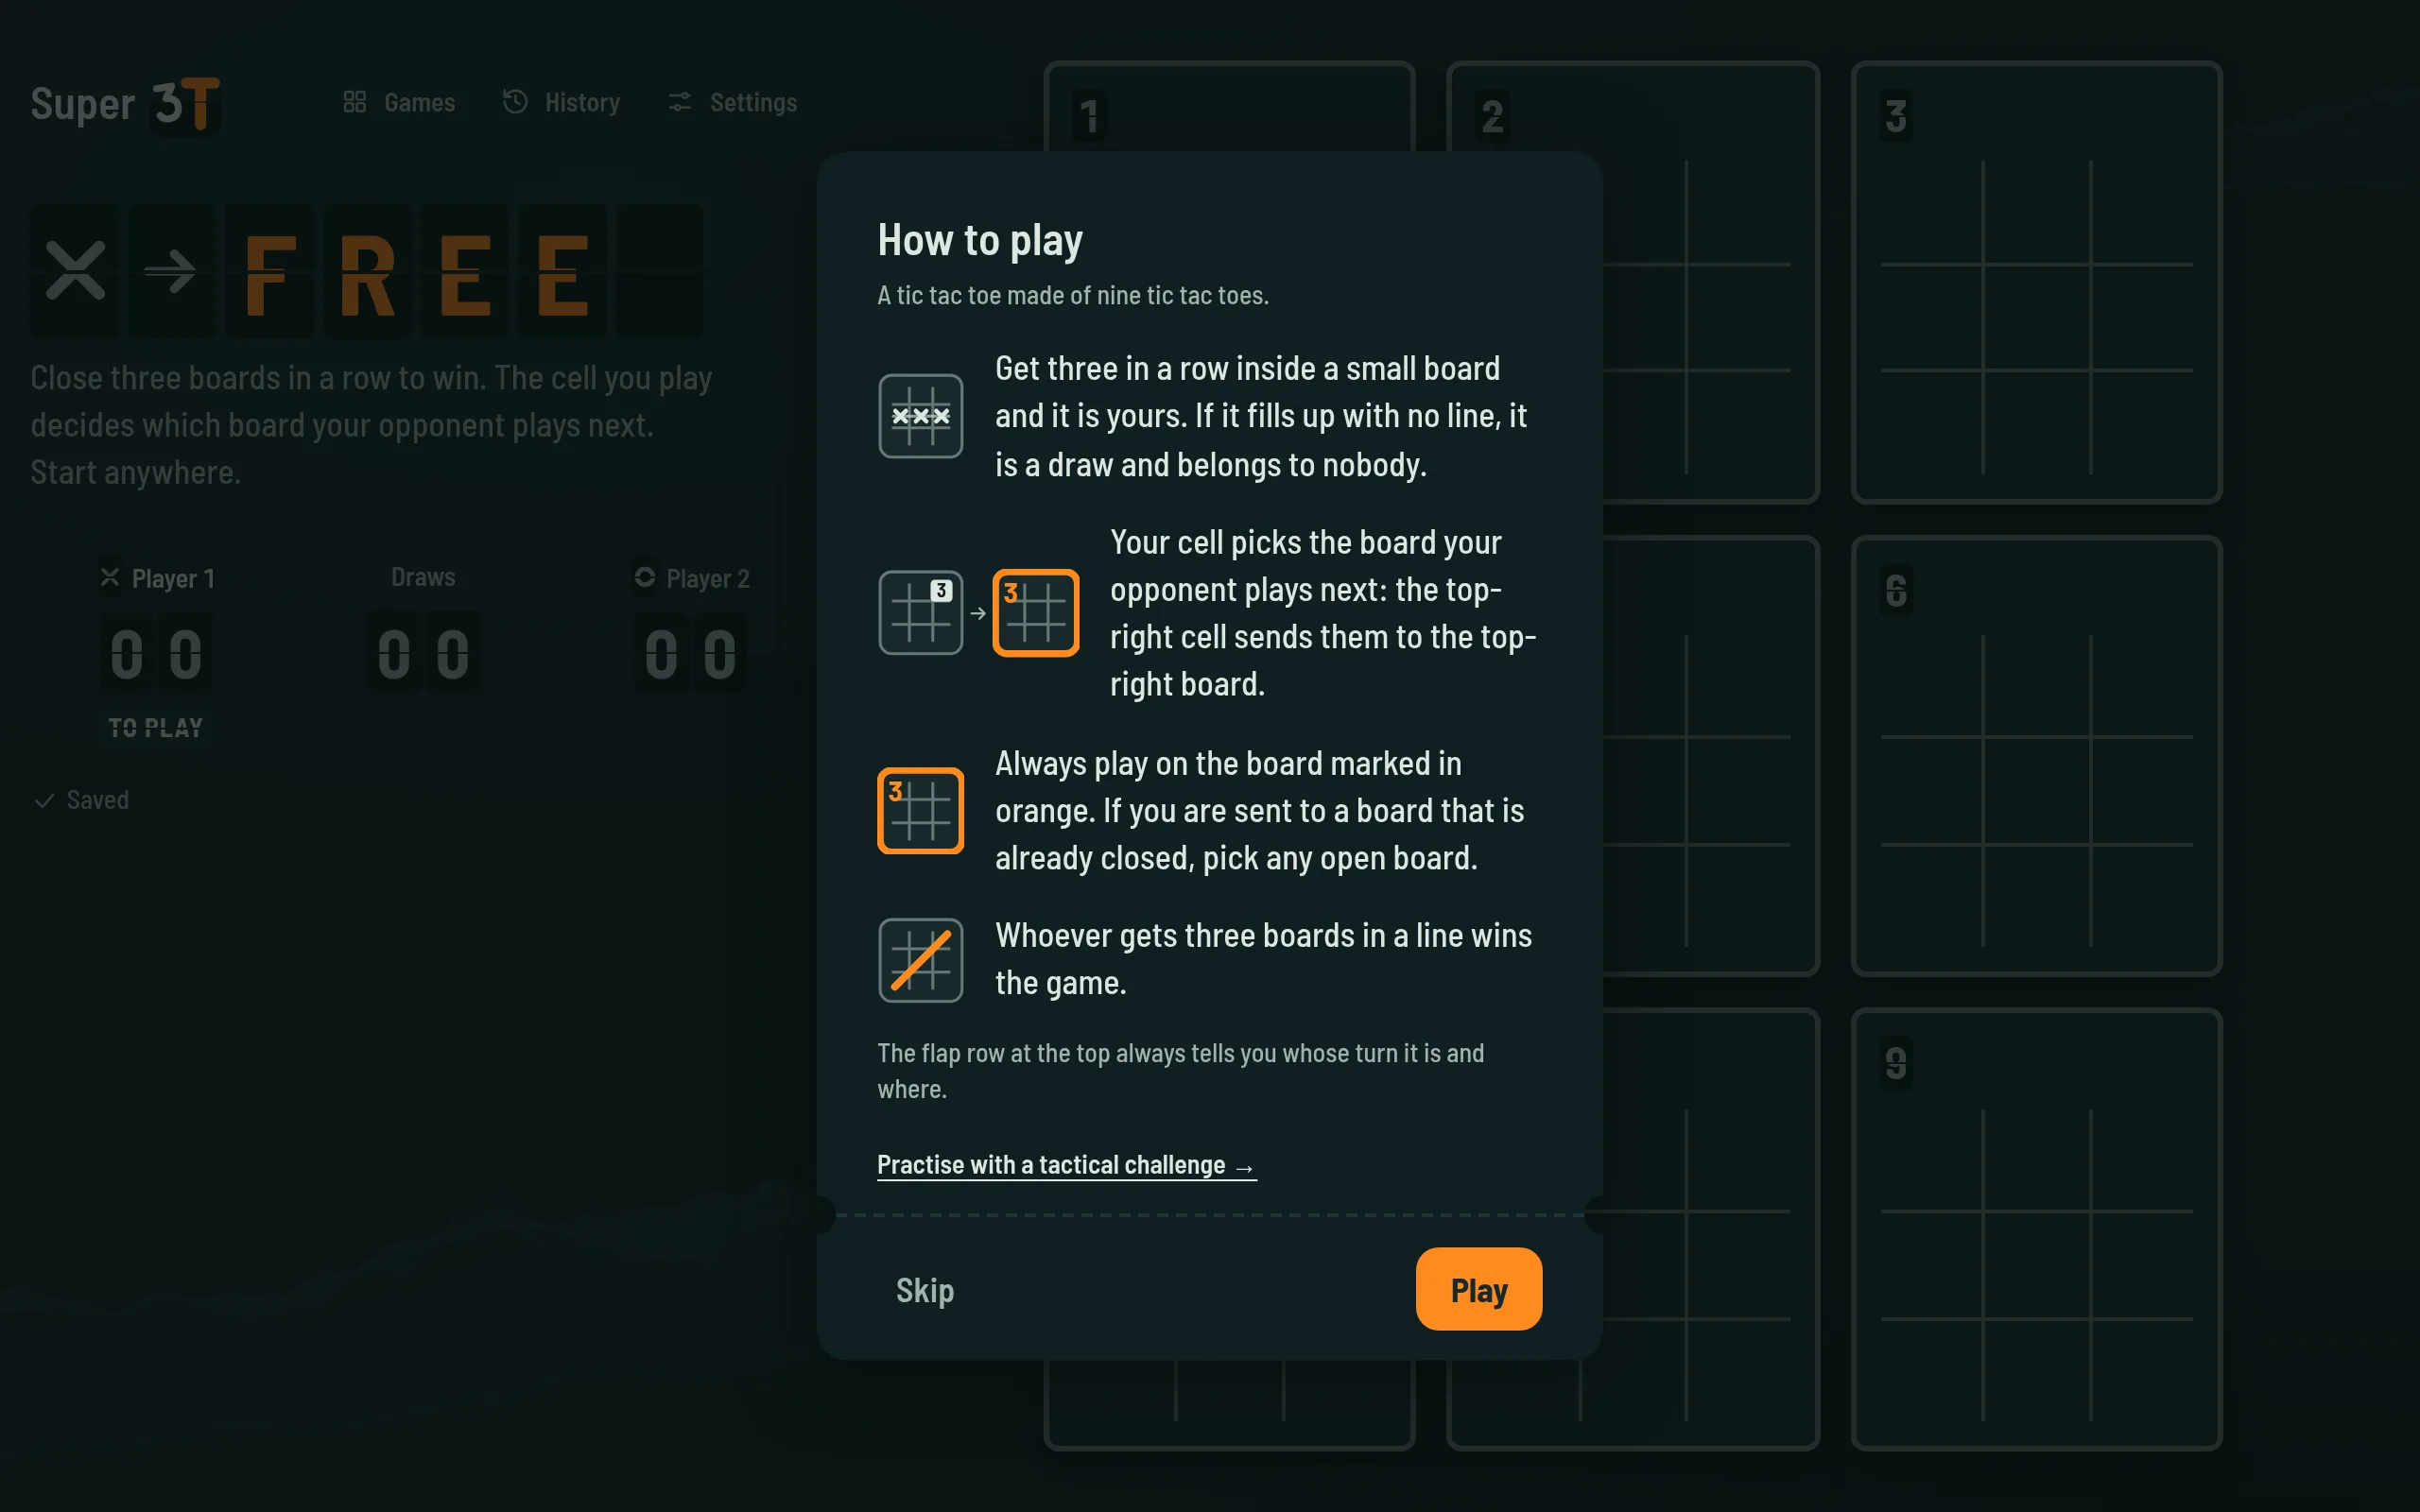 Super 3T
Games
History
Settings
X → FREE
Close three boards in a row to win. The cell you play
decides which board your opponent plays next.
Start anywhere.
Player 1
Draws
Player 2
00
00
00
TO PLAY
Saved
1
2
3
6
9
How to play
A tic tac toe made of nine tic tac toes.
Get three in a row inside a small board
and it is yours. If it fills up with no line, it
is a draw and belongs to nobody.
3
→
3
Your cell picks the board your
opponent plays next: the top-
right cell sends them to the top-
right board.
3
Always play on the board marked in
orange. If you are sent to a board that is
already closed, pick any open board.
Whoever gets three boards in a line wins
the game.
The flap row at the top always tells you whose turn it is and
where.
Practise with a tactical challenge →
Skip
Play